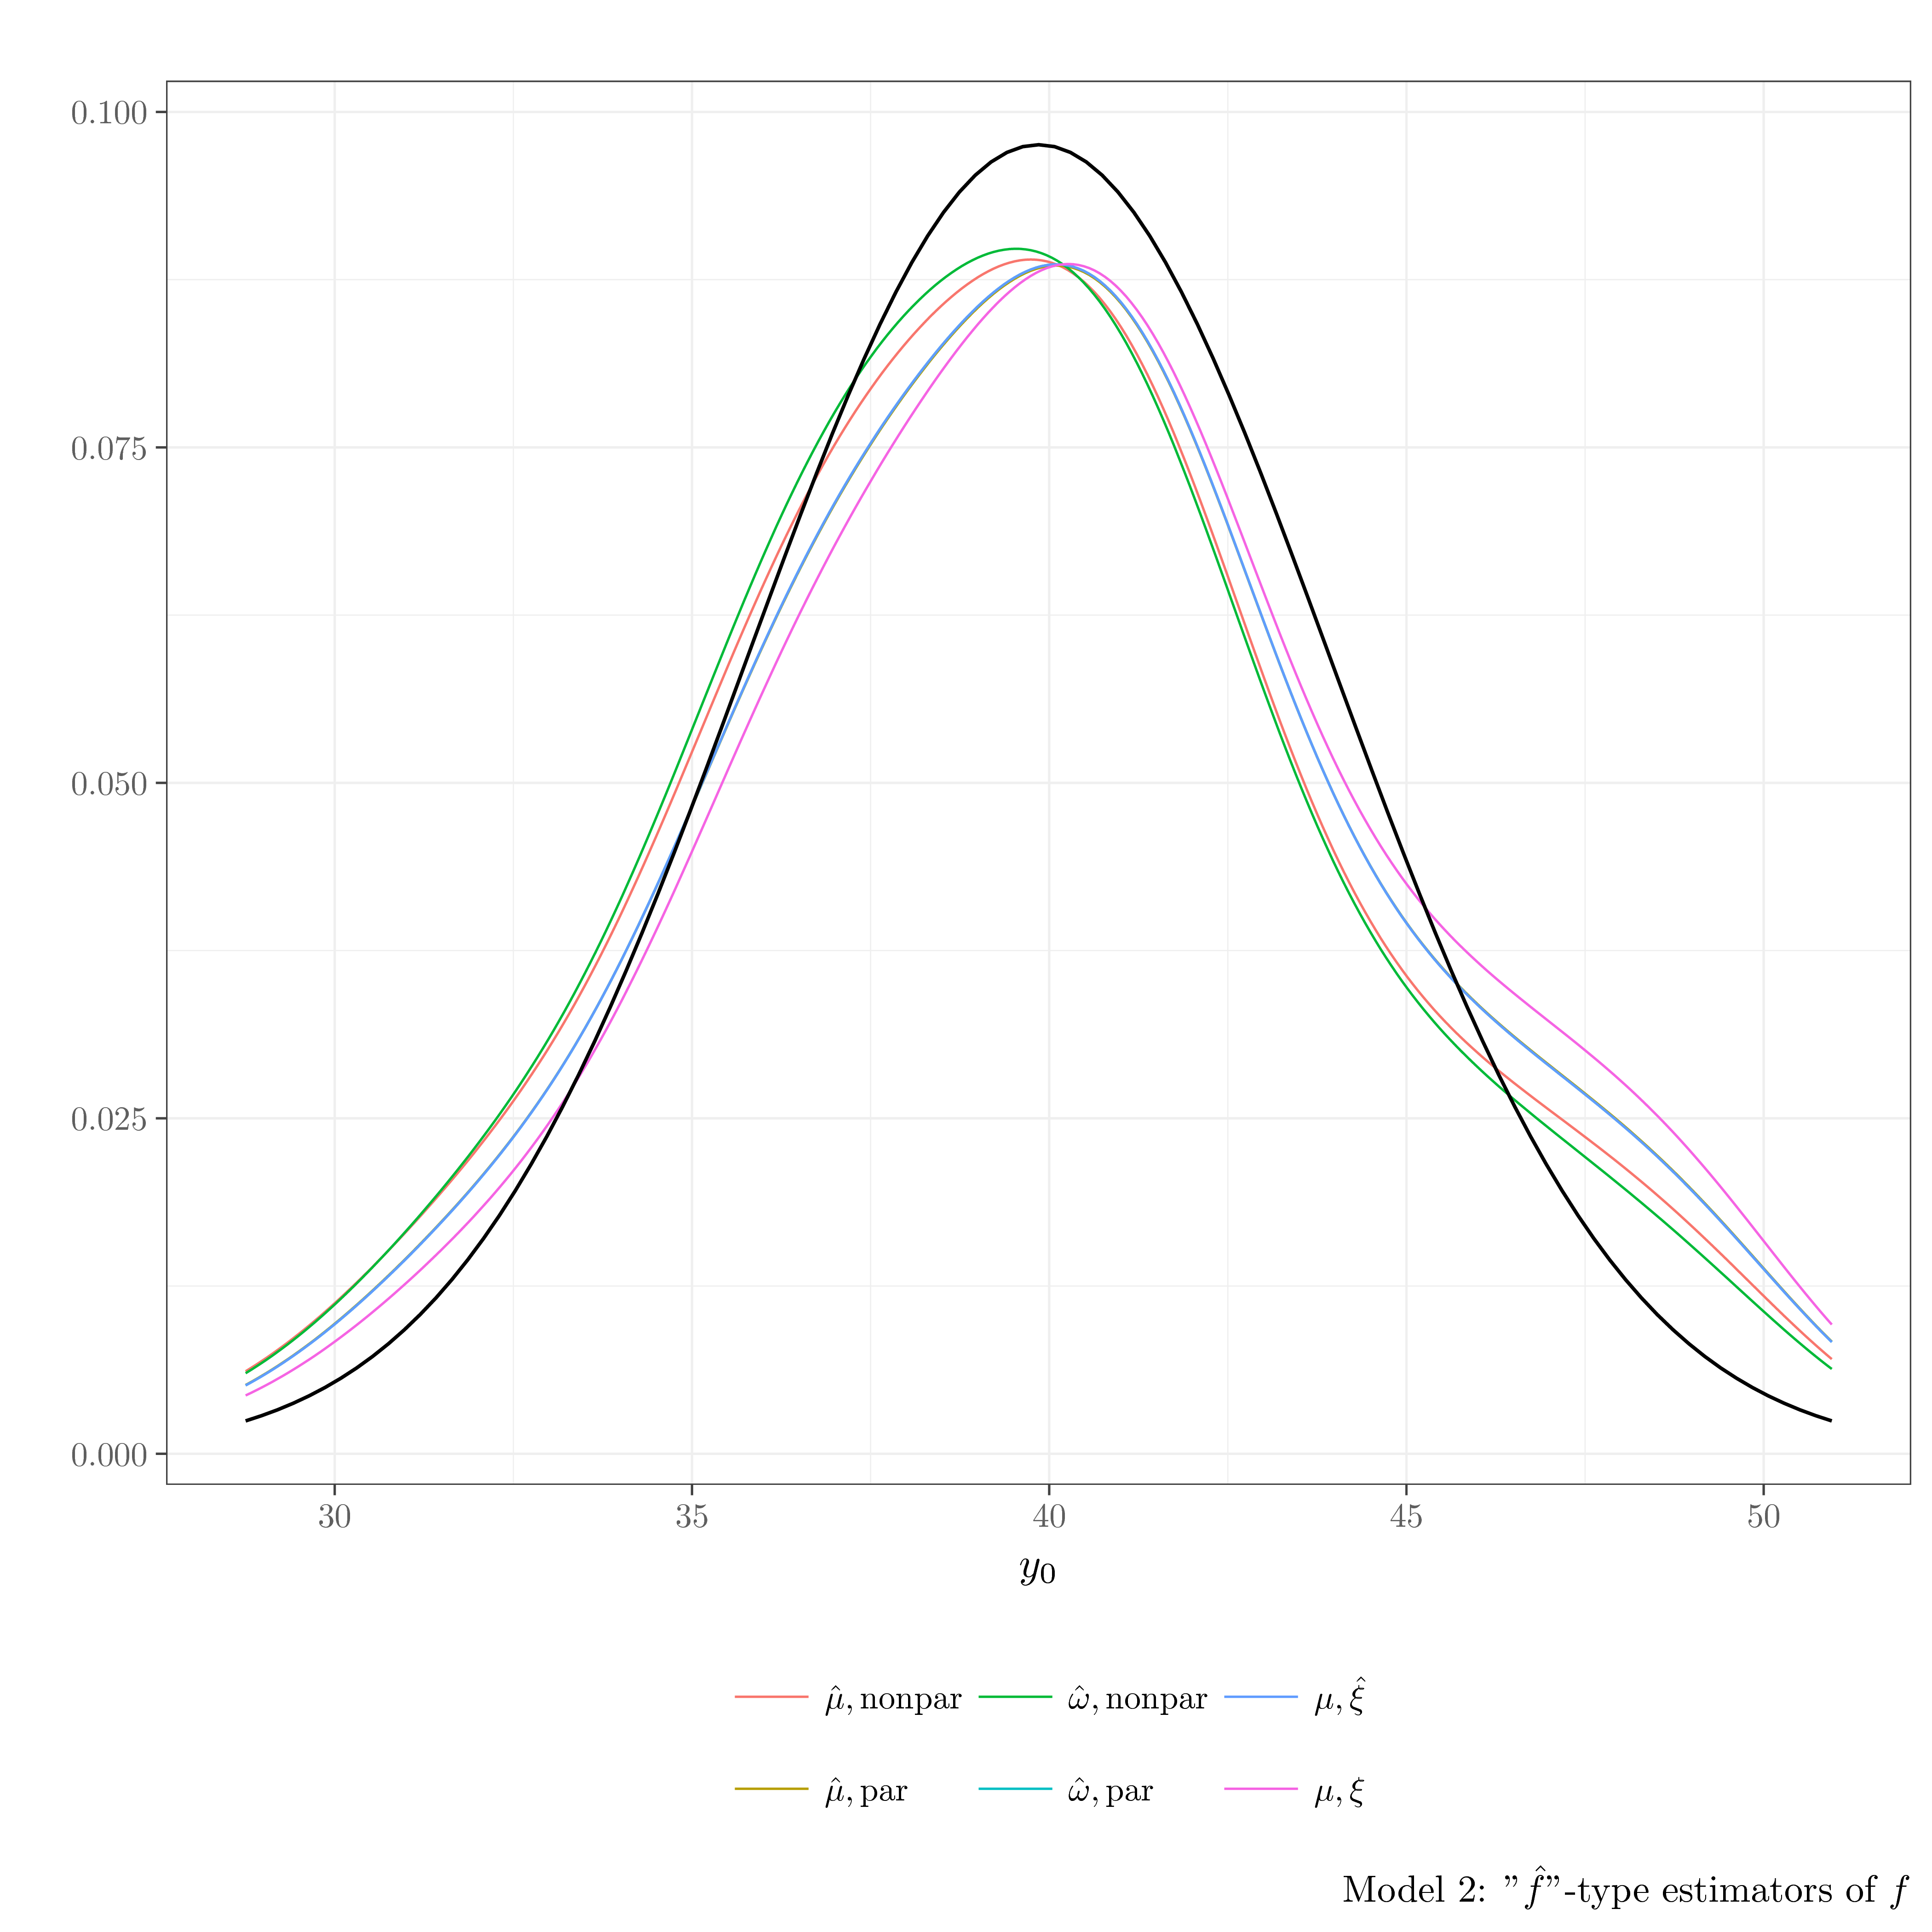 0.100
0.075
0.050
0.025
0.000
30 35 40 45 50
y₀
μ̂, nonpar ω̂, nonpar μ, ξ̂
μ̂, par ω̂, par μ, ξ
Model 2: ”f̂”-type estimators of f